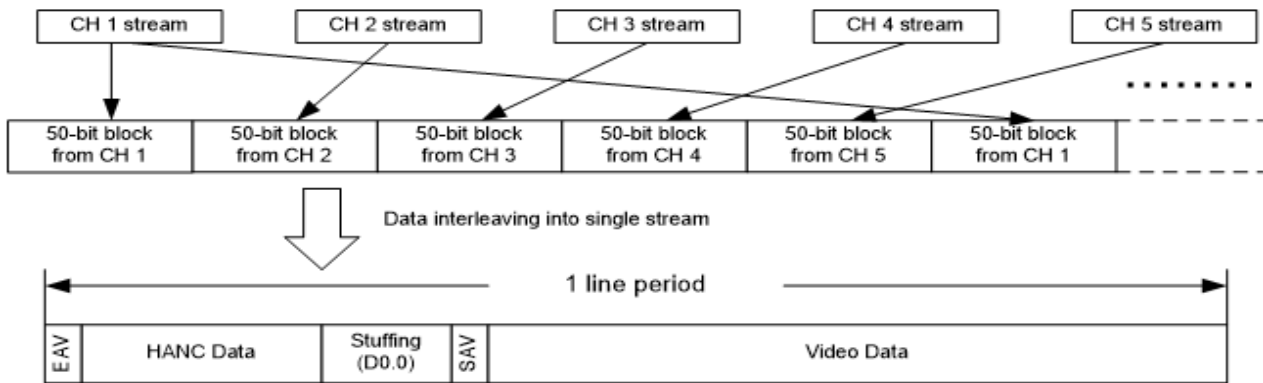 CH 1 stream
CH 2 stream
CH 3 stream
CH 4 stream
CH 5 stream
50-bit block
from CH 1
50-bit block
from CH 2
50-bit block
from CH 3
50-bit block
from CH 4
50-bit block
from CH 5
50-bit block
from CH 1
Data interleaving into single stream
1 line period
EAV
HANC Data
Stuffing
(D0.0)
SAV
Video Data